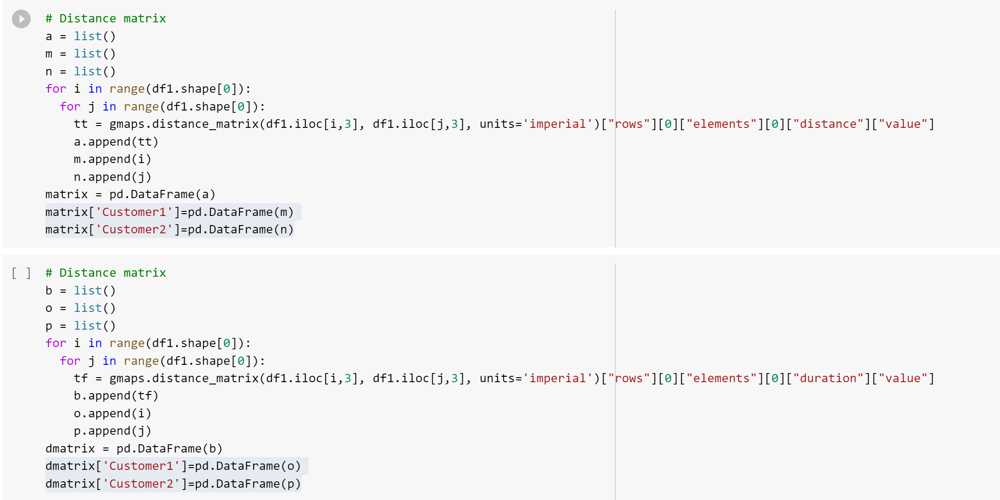 # Distance matrix
a = list()
m = list()
n = list()
for i in range(df1.shape[0]):
  for j in range(df1.shape[0]):
    tt = gmaps.distance_matrix(df1.iloc[i,3], df1.iloc[j,3], units='imperial')["rows"][0]["elements"][0]["distance"]["value"]
    a.append(tt)
    m.append(i)
    n.append(j)
matrix = pd.DataFrame(a)
matrix['Customer1']=pd.DataFrame(m)
matrix['Customer2']=pd.DataFrame(n)
[ ] # Distance matrix
b = list()
o = list()
p = list()
for i in range(df1.shape[0]):
  for j in range(df1.shape[0]):
    tf = gmaps.distance_matrix(df1.iloc[i,3], df1.iloc[j,3], units='imperial')["rows"][0]["elements"][0]["duration"]["value"]
    b.append(tf)
    o.append(i)
    p.append(j)
dmatrix = pd.DataFrame(b)
dmatrix['Customer1']=pd.DataFrame(o)
dmatrix['Customer2']=pd.DataFrame(p)